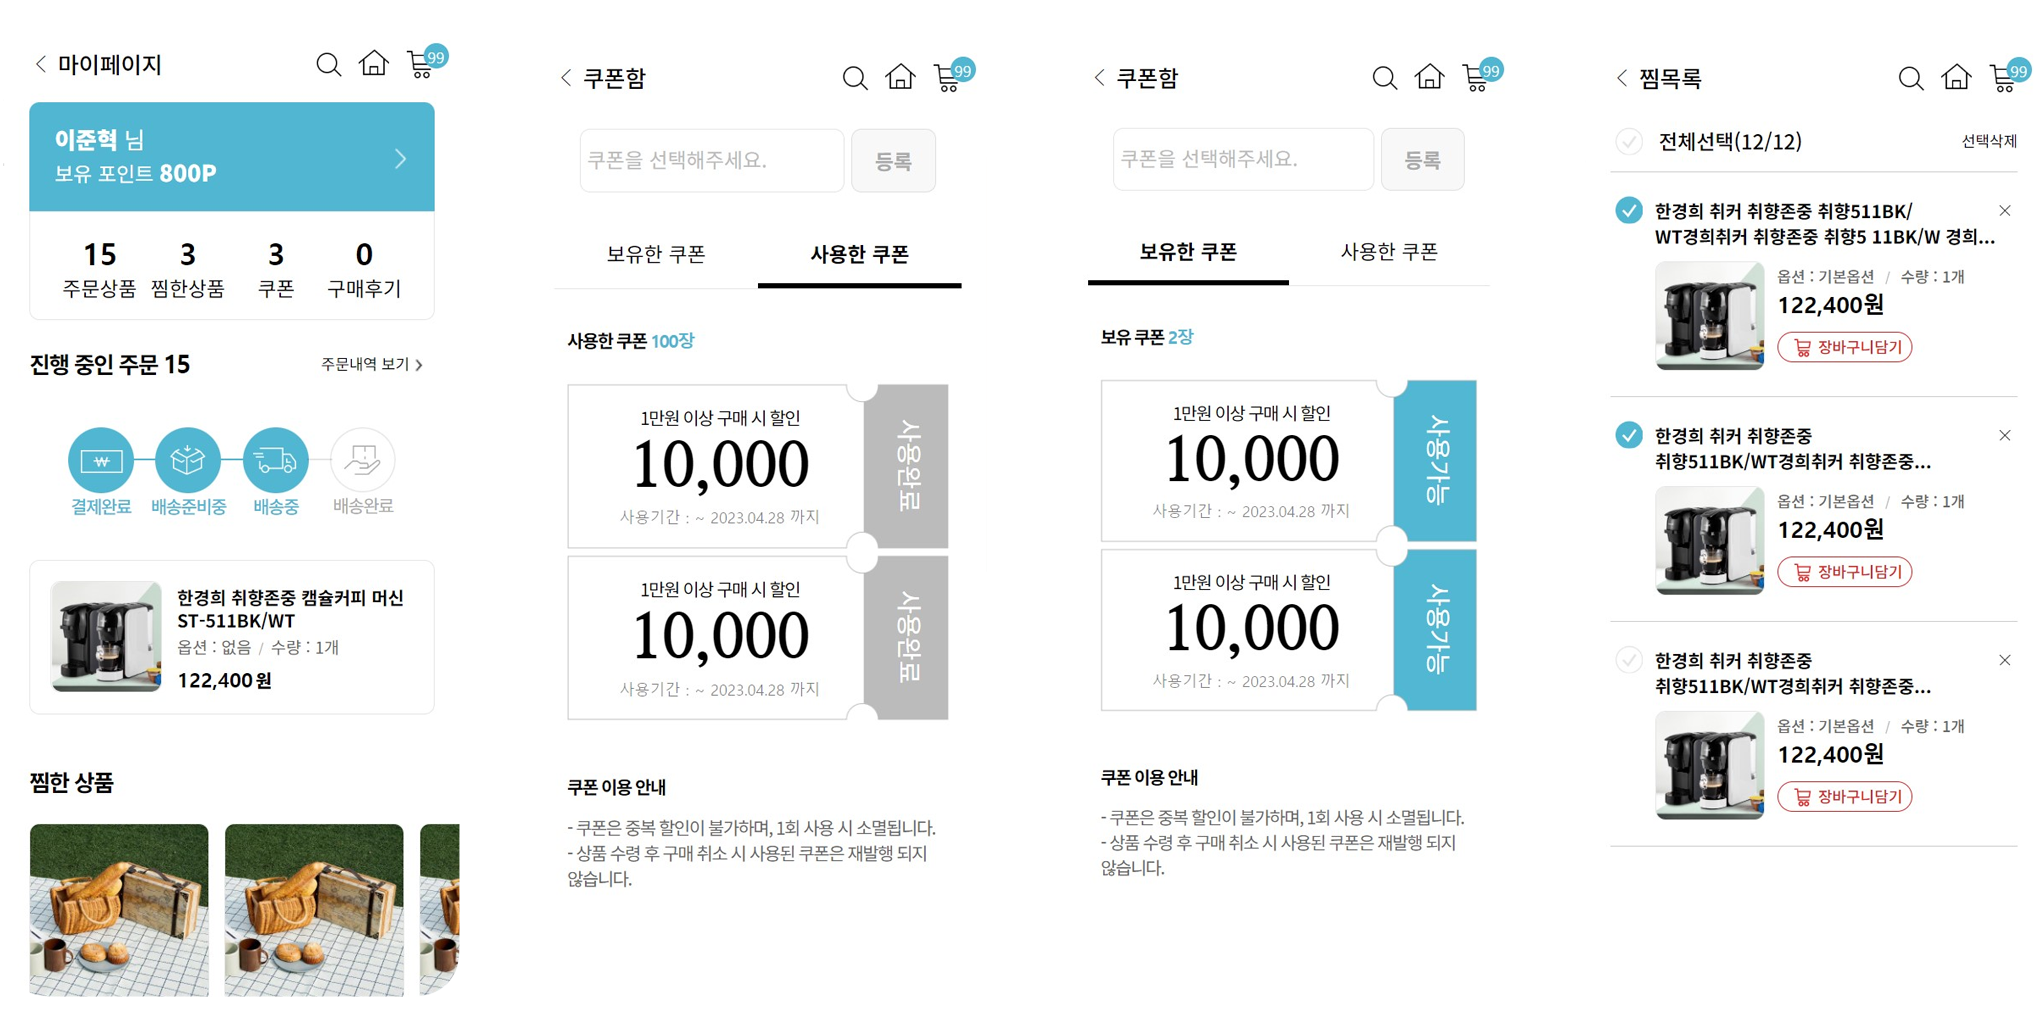 마이페이지
99
이준혁 님
보유 포인트 800P
15
3
3
0
주문상품
찜한상품
쿠폰
구매후기
진행 중인 주문 15
주문내역 보기
결제완료
배송준비중
배송중
배송완료
한경희 취향존중 캡슐커피 머신
ST-511BK/WT
옵션 : 없음 / 수량 : 1개
122,400원
찜한 상품
쿠폰함
99
쿠폰을 선택해주세요.
등록
보유한 쿠폰
사용한 쿠폰
사용한 쿠폰 100장
1만원 이상 구매 시 할인
10,000
사용기간 : ~ 2023.04.28 까지
사용완료
1만원 이상 구매 시 할인
10,000
사용기간 : ~ 2023.04.28 까지
사용완료
쿠폰 이용 안내
- 쿠폰은 중복 할인이 불가하며, 1회 사용 시 소멸됩니다.
- 상품 수령 후 구매 취소 시 사용된 쿠폰은 재발행 되지
않습니다.
쿠폰함
99
쿠폰을 선택해주세요.
등록
보유한 쿠폰
사용한 쿠폰
보유 쿠폰 2장
1만원 이상 구매 시 할인
10,000
사용기간 : ~ 2023.04.28 까지
사용가능
1만원 이상 구매 시 할인
10,000
사용기간 : ~ 2023.04.28 까지
사용가능
쿠폰 이용 안내
- 쿠폰은 중복 할인이 불가하며, 1회 사용 시 소멸됩니다.
- 상품 수령 후 구매 취소 시 사용된 쿠폰은 재발행 되지
않습니다.
찜목록
99
전체선택(12/12)
선택삭제
한경희 취커 취향존중 취향511BK/
WT경희취커 취향존중 취향5 11BK/W 경희...
옵션 : 기본옵션 / 수량 : 1개
122,400원
장바구니담기
한경희 취커 취향존중
취향511BK/WT경희취커 취향존중...
옵션 : 기본옵션 / 수량 : 1개
122,400원
장바구니담기
한경희 취커 취향존중
취향511BK/WT경희취커 취향존중...
옵션 : 기본옵션 / 수량 : 1개
122,400원
장바구니담기